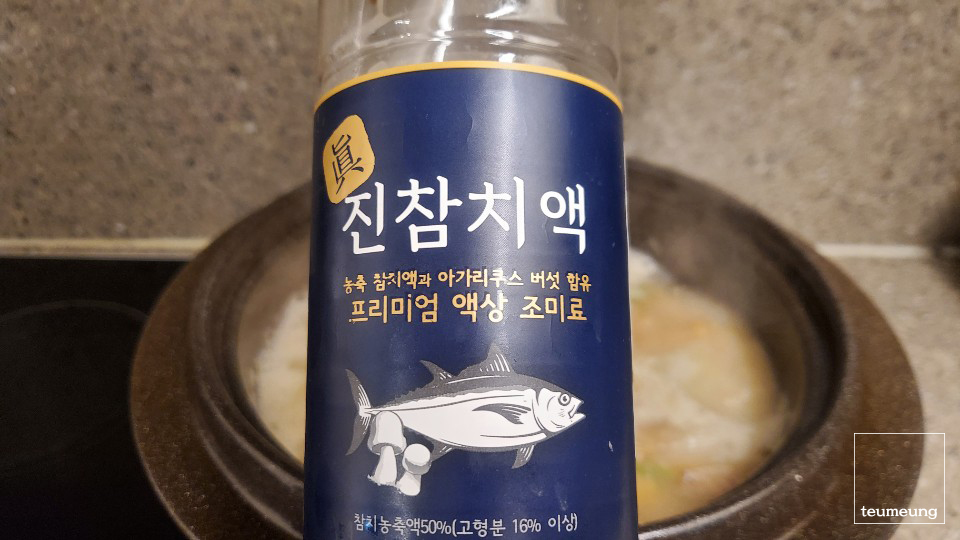 眞
진참치액
농축 참치액과 아가리쿠스 버섯 함유
프리미엄 액상 조미료
참치농축액50%(고형분 16% 이상)
teumeung